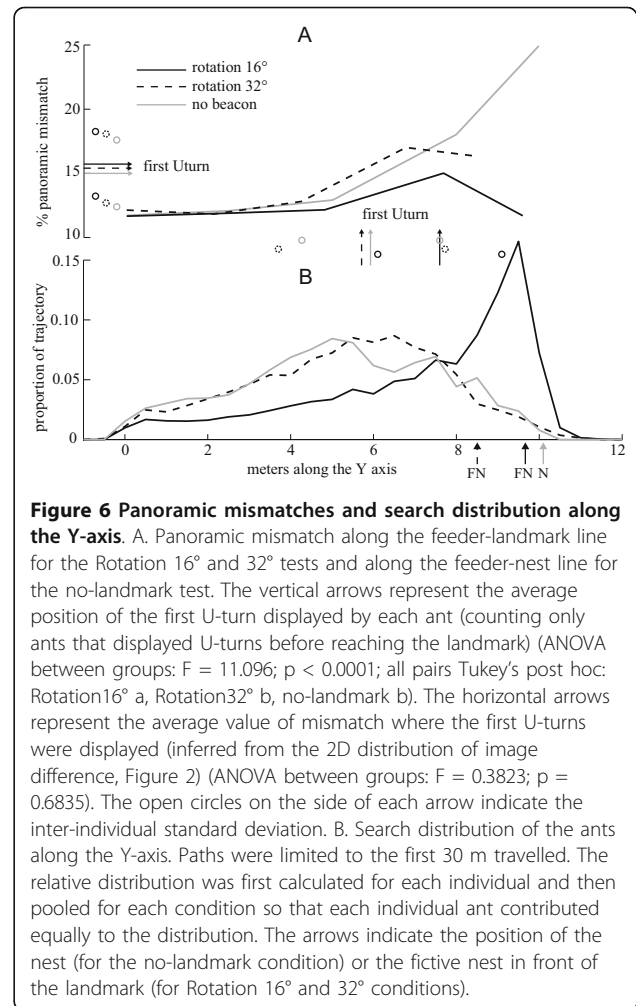 A
25
20
15
10
% panoramic mismatch
rotation 16°
rotation 32°
no beacon
first Uturn
first Uturn
B
0.15
0.10
0.05
0
proportion of trajectory
0 2 4 6 8 10 12
meters along the Y axis
FN FN N
Figure 6 Panoramic mismatches and search distribution along
the Y-axis. A. Panoramic mismatch along the feeder-landmark line
for the Rotation 16° and 32° tests and along the feeder-nest line for
the no-landmark test. The vertical arrows represent the average
position of the first U-turn displayed by each ant (counting only
ants that displayed U-turns before reaching the landmark) (ANOVA
between groups: F = 11.096; p < 0.0001; all pairs Tukey's post hoc:
Rotation16° a, Rotation32° b, no-landmark b). The horizontal arrows
represent the average value of mismatch where the first U-turns
were displayed (inferred from the 2D distribution of image
difference, Figure 2) (ANOVA between groups: F = 0.3823; p =
0.6835). The open circles on the side of each arrow indicate the
inter-individual standard deviation. B. Search distribution of the ants
along the Y-axis. Paths were limited to the first 30 m travelled. The
relative distribution was first calculated for each individual and then
pooled for each condition so that each individual ant contributed
equally to the distribution. The arrows indicate the position of the
nest (for the no-landmark condition) or the fictive nest in front of
the landmark (for Rotation 16° and 32° conditions).